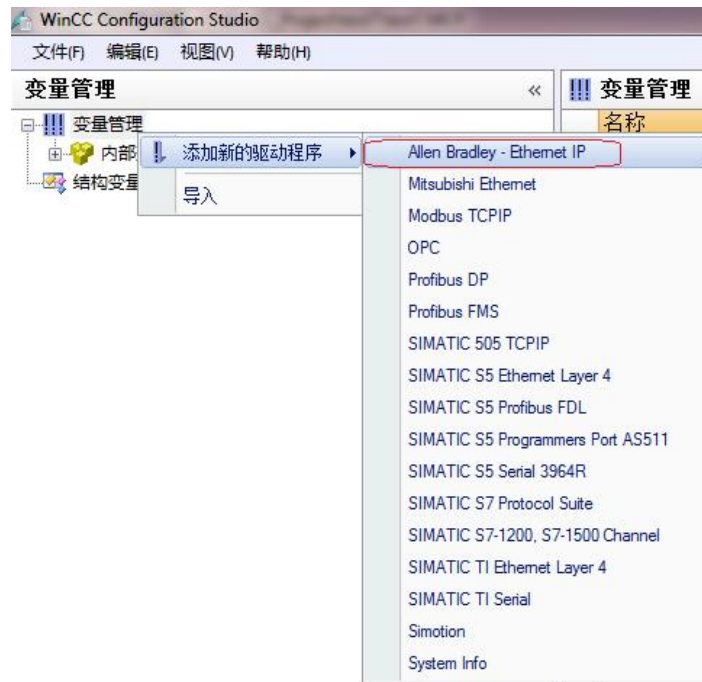 WinCC Configuration Studio
文件(F) 编辑(E) 视图(V) 帮助(H)
变量管理 « 变量管理
变量管理 名称
内部 添加新的驱动程序 Allen Bradley - Ethernet IP
结构变量 导入 Mitsubishi Ethernet
Modbus TCPIP
OPC
Profibus DP
Profibus FMS
SIMATIC 505 TCPIP
SIMATIC S5 Ethernet Layer 4
SIMATIC S5 Profibus FDL
SIMATIC S5 Programmers Port AS511
SIMATIC S5 Serial 3964R
SIMATIC S7 Protocol Suite
SIMATIC S7-1200, S7-1500 Channel
SIMATIC TI Ethernet Layer 4
SIMATIC TI Serial
Simotion
System Info